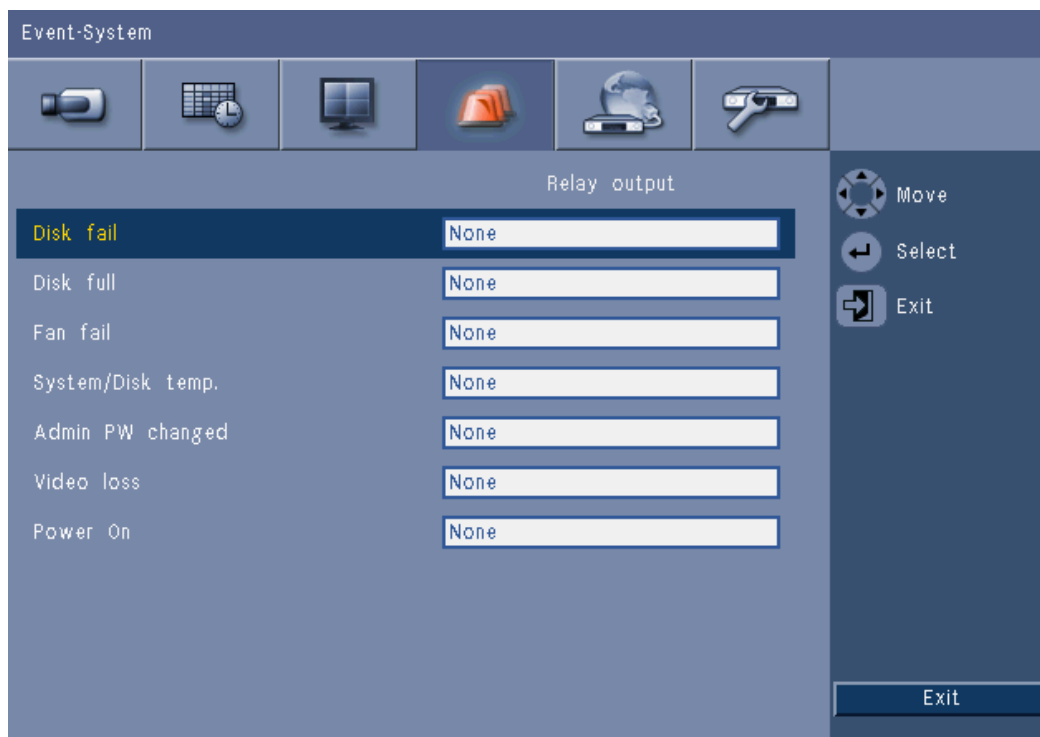 Event-System
Relay output
Move
Disk fail None
Select
Disk full None
Exit
Fan fail None
System/Disk temp. None
Admin PW changed None
Video loss None
Power On None
Exit